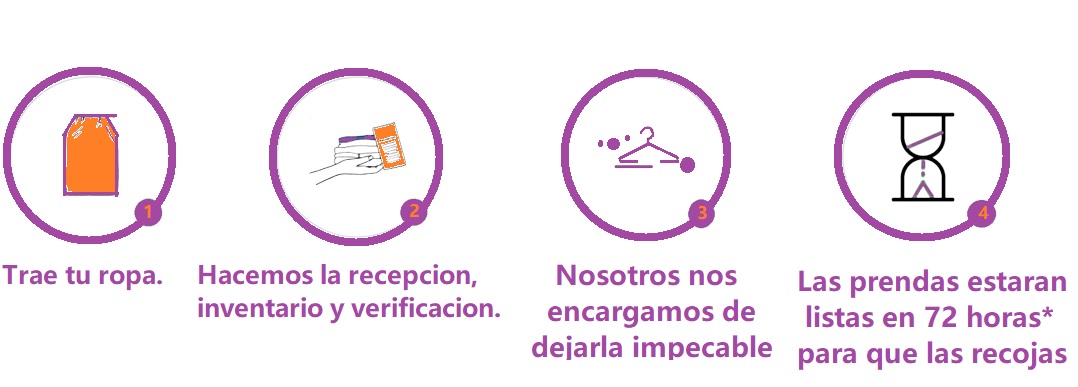 1
2
3
4
Trae tu ropa.
Hacemos la recepcion,
inventario y verificacion.
Nosotros nos
encargamos de
dejarla impecable
Las prendas estaran
listas en 72 horas*
para que las recojas